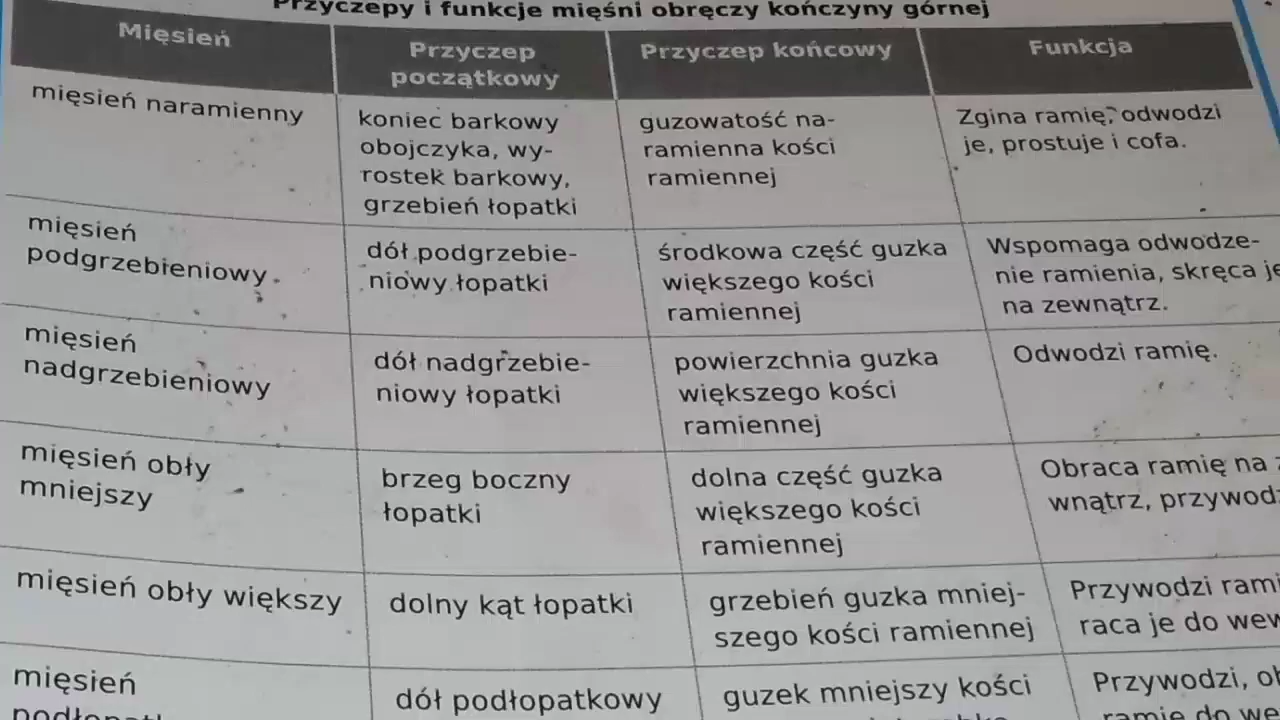 Przyczepy i funkcje mięśni obręczy kończyny górnej
Mięsień
Przyczep
początkowy
Przyczep końcowy
Funkcja
mięsień naramienny
koniec barkowy
obojczyka, wy-
rostek barkowy,
grzebień łopatki
guzowatość na-
ramienna kości
ramiennej
Zgina ramię, odwodzi
je, prostuje i cofa.
mięsień
podgrzebieniowy
dół podgrzebie-
niowy łopatki
środkowa część guzka
większego kości
ramiennej
Wspomaga odwodze-
nie ramienia, skręca je
na zewnątrz.
mięsień
nadgrzebieniowy
dół nadgrzebie-
niowy łopatki
powierzchnia guzka
większego kości
ramiennej
Odwodzi ramię.
mięsień obły
mniejszy
brzeg boczny
łopatki
dolna część guzka
większego kości
ramiennej
Obraca ramię na
wnątrz,
mięsień obły większy
dolny kąt łopatki
grzebień guzka mniej-
szego kości ramiennej
Przywodzi
raca je do
mięsień
dół podłopatkowy
guzek mniejszy kości
Przywodzi,